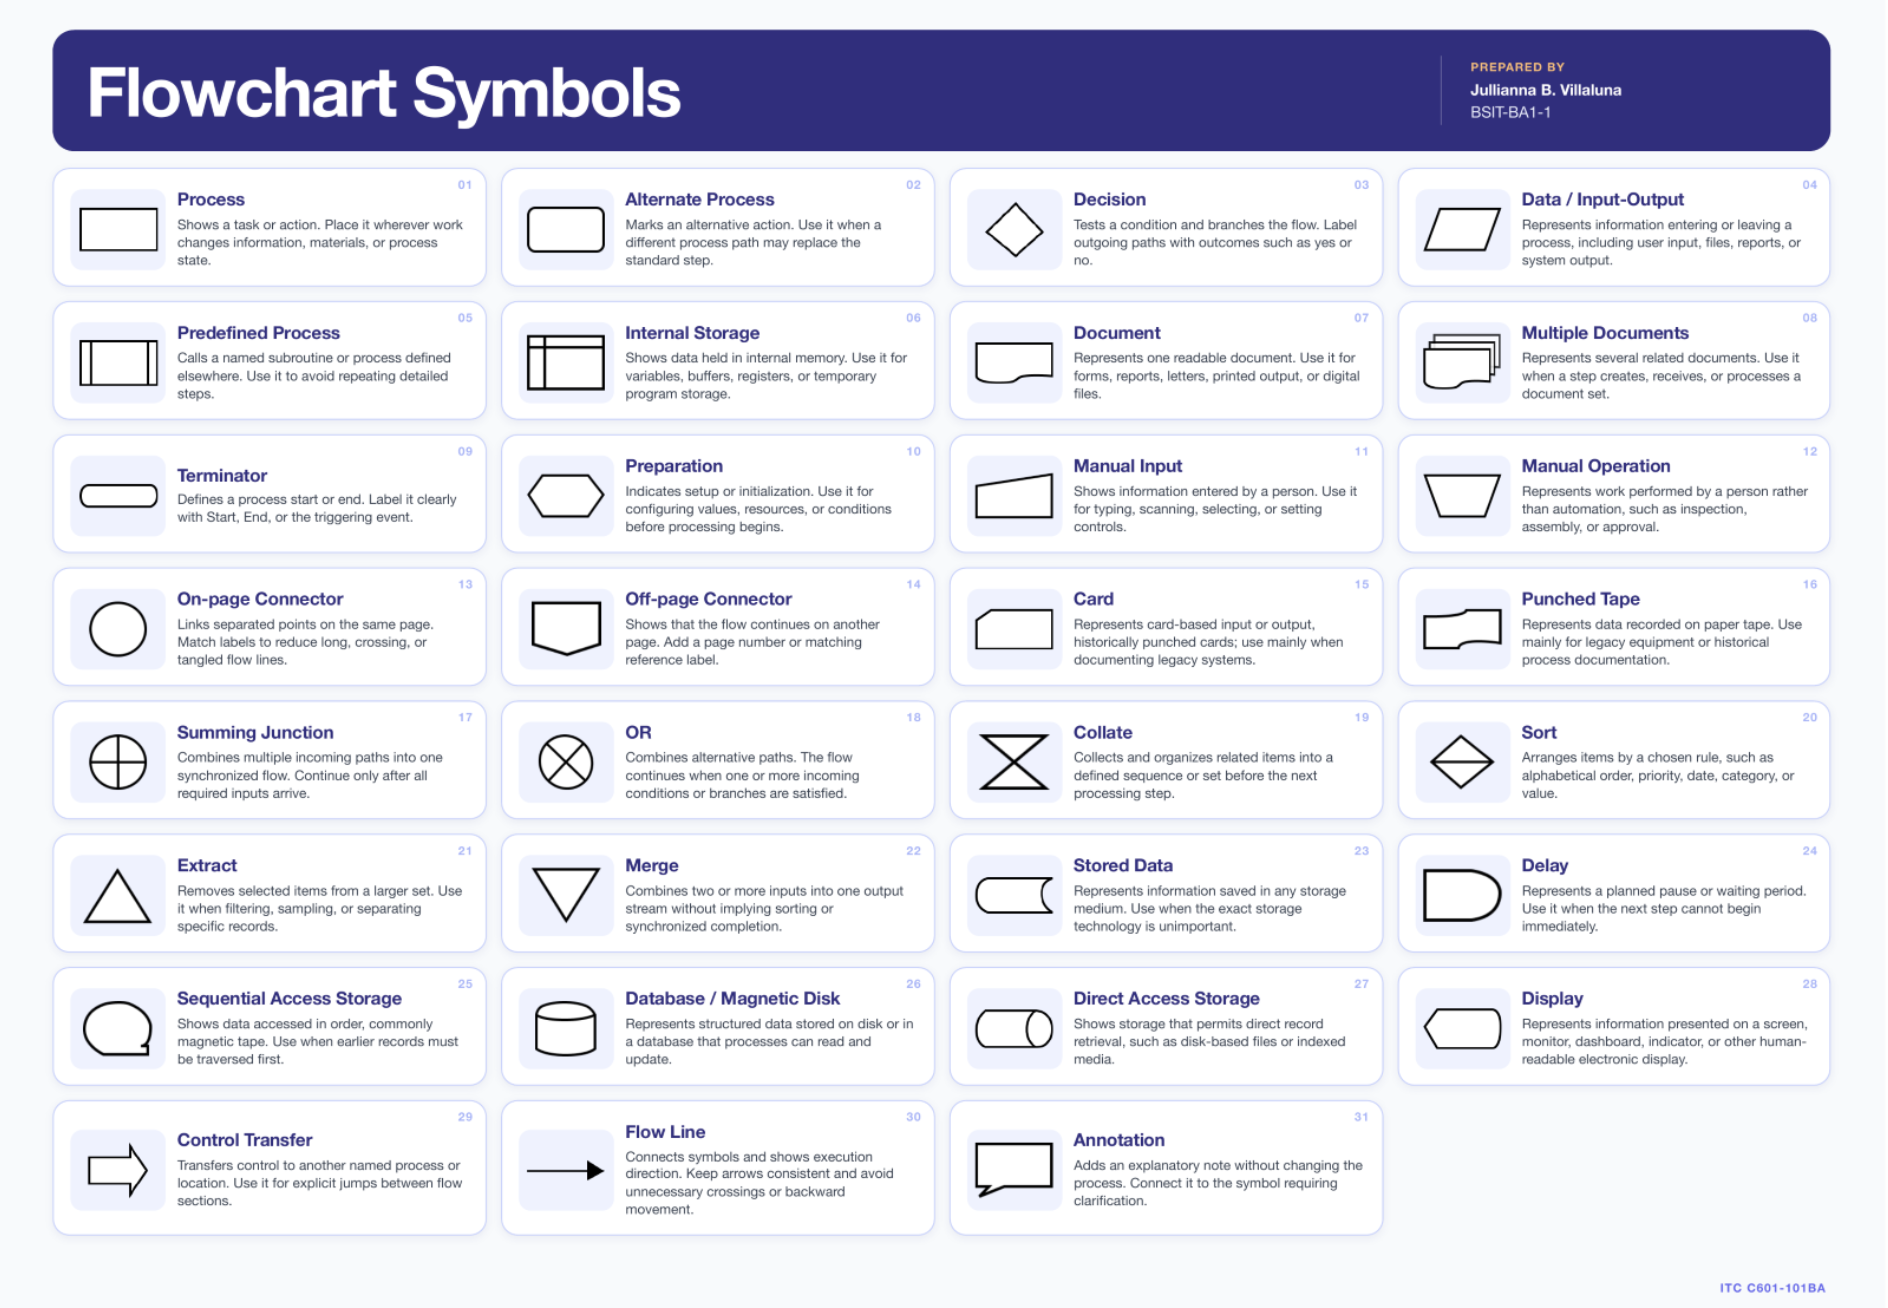 Flowchart Symbols
PREPARED BY
Jullianna B. Villaluna
BSIT-BA1-1
01
Process
Shows a task or action. Place it wherever work
changes information, materials, or process
state.
02
Alternate Process
Marks an alternative action. Use it when a
different process path may replace the
standard step.
03
Decision
Tests a condition and branches the flow. Label
outgoing paths with outcomes such as yes or
no.
04
Data / Input-Output
Represents information entering or leaving a
process, including user input, files, reports, or
system output.
05
Predefined Process
Calls a named subroutine or process defined
elsewhere. Use it to avoid repeating detailed
steps.
06
Internal Storage
Shows data held in internal memory. Use it for
variables, buffers, registers, or temporary
program storage.
07
Document
Represents one readable document. Use it for
forms, reports, letters, printed output, or digital
files.
08
Multiple Documents
Represents several related documents. Use it
when a step creates, receives, or processes a
document set.
09
Terminator
Defines a process start or end. Label it clearly
with Start, End, or the triggering event.
10
Preparation
Indicates setup or initialization. Use it for
configuring values, resources, or conditions
before processing begins.
11
Manual Input
Shows information entered by a person. Use it
for typing, scanning, selecting, or setting
controls.
12
Manual Operation
Represents work performed by a person rather
than automation, such as inspection,
assembly, or approval.
13
On-page Connector
Links separated points on the same page.
Match labels to reduce long, crossing, or
tangled flow lines.
14
Off-page Connector
Shows that the flow continues on another
page. Add a page number or matching
reference label.
15
Card
Represents card-based input or output,
historically punched cards; use mainly when
documenting legacy systems.
16
Punched Tape
Represents data recorded on paper tape. Use
mainly for legacy equipment or historical
process documentation.
17
Summing Junction
Combines multiple incoming paths into one
synchronized flow. Continue only after all
required inputs arrive.
18
OR
Combines alternative paths. The flow
continues when one or more incoming
conditions or branches are satisfied.
19
Collate
Collects and organizes related items into a
defined sequence or set before the next
processing step.
20
Sort
Arranges items by a chosen rule, such as
alphabetical order, priority, date, category, or
value.
21
Extract
Removes selected items from a larger set. Use
it when filtering, sampling, or separating
specific records.
22
Merge
Combines two or more inputs into one output
stream without implying sorting or
synchronized completion.
23
Stored Data
Represents information saved in any storage
medium. Use when the exact storage
technology is unimportant.
24
Delay
Represents a planned pause or waiting period.
Use it when the next step cannot begin
immediately.
25
Sequential Access Storage
Shows data accessed in order, commonly
magnetic tape. Use when earlier records must
be traversed first.
26
Database / Magnetic Disk
Represents structured data stored on disk or in
a database that processes can read and
update.
27
Direct Access Storage
Shows storage that permits direct record
retrieval, such as disk-based files or indexed
media.
28
Display
Represents information presented on a screen,
monitor, dashboard, indicator, or other human-
readable electronic display.
29
Control Transfer
Transfers control to another named process or
location. Use it for explicit jumps between flow
sections.
30
Flow Line
Connects symbols and shows execution
direction. Keep arrows consistent and avoid
unnecessary crossings or backward
movement.
31
Annotation
Adds an explanatory note without changing the
process. Connect it to the symbol requiring
clarification.
ITC C601-101BA